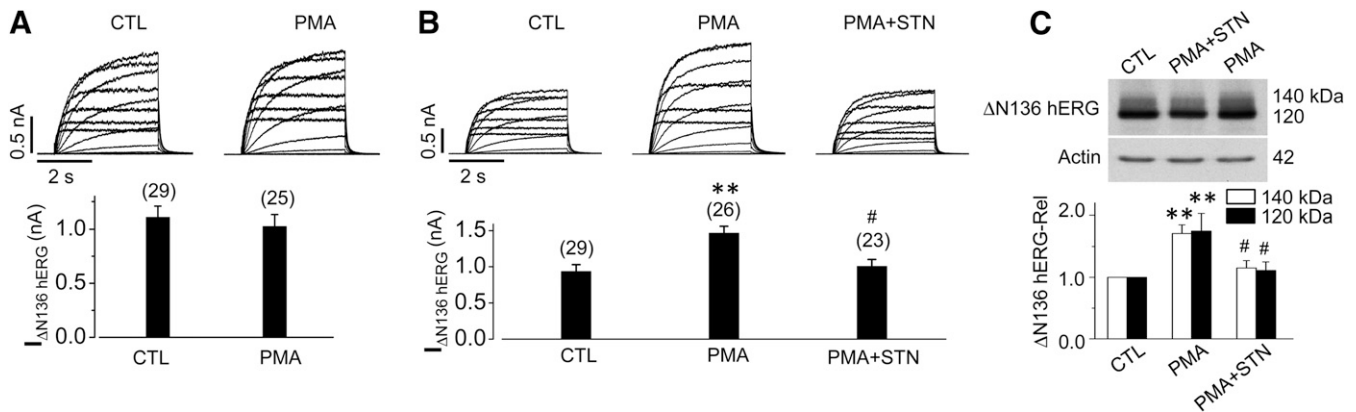 A
CTL PMA
0.5 nA
2 s
I ΔN136 hERG (nA)
1.0
0.5
0.0
(29) (25)
CTL PMA
B
CTL PMA PMA+STN
0.5 nA
2 s
I ΔN136 hERG (nA)
1.5
1.0
0.5
0.0
(29)
**
(26)
#
(23)
CTL PMA PMA+STN
C
CTL PMA+STN PMA
ΔN136 hERG
140 kDa
120
Actin 42
ΔN136 hERG-Rel
2.0
1.0
0.0
140 kDa
120 kDa
** **
# #
CTL PMA PMA+STN